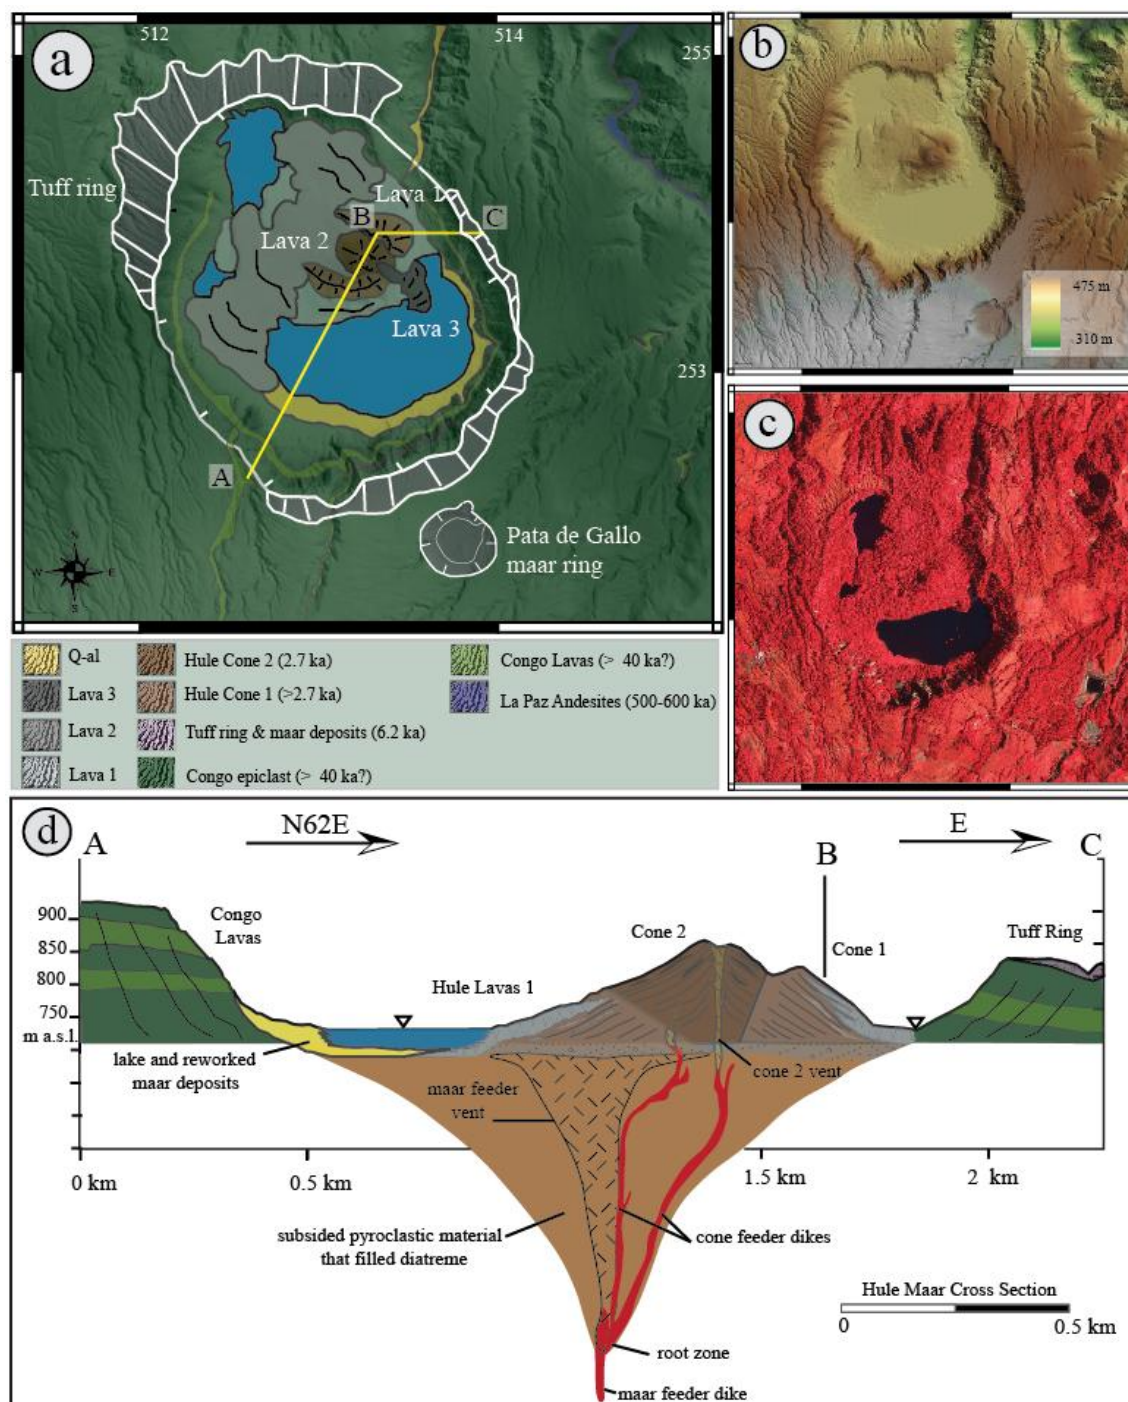 a
512
514
255
Tuff ring
Lava 1
B
C
Lava 2
Lava 3
253
A
Pata de Gallo
maar ring
N
W
E
S
b
475 m
310 m
c
Q-al
Lava 3
Lava 2
Lava 1
Hule Cone 2 (2.7 ka)
Hule Cone 1 (>2.7 ka)
Tuff ring & maar deposits (6.2 ka)
Congo epiclast (> 40 ka?)
Congo Lavas (> 40 ka?)
La Paz Andesites (500-600 ka)
d
A
N62E
B
E
C
900
850
800
750
m a.s.l.
Congo
Lavas
Hule Lavas 1
Cone 2
Cone 1
Tuff Ring
lake and reworked
maar deposits
maar feeder
vent
cone 2 vent
0 km
0.5 km
1.5 km
2 km
subsided pyroclastic material
that filled diatreme
cone feeder dikes
root zone
maar feeder dike
Hule Maar Cross Section
0
0.5 km